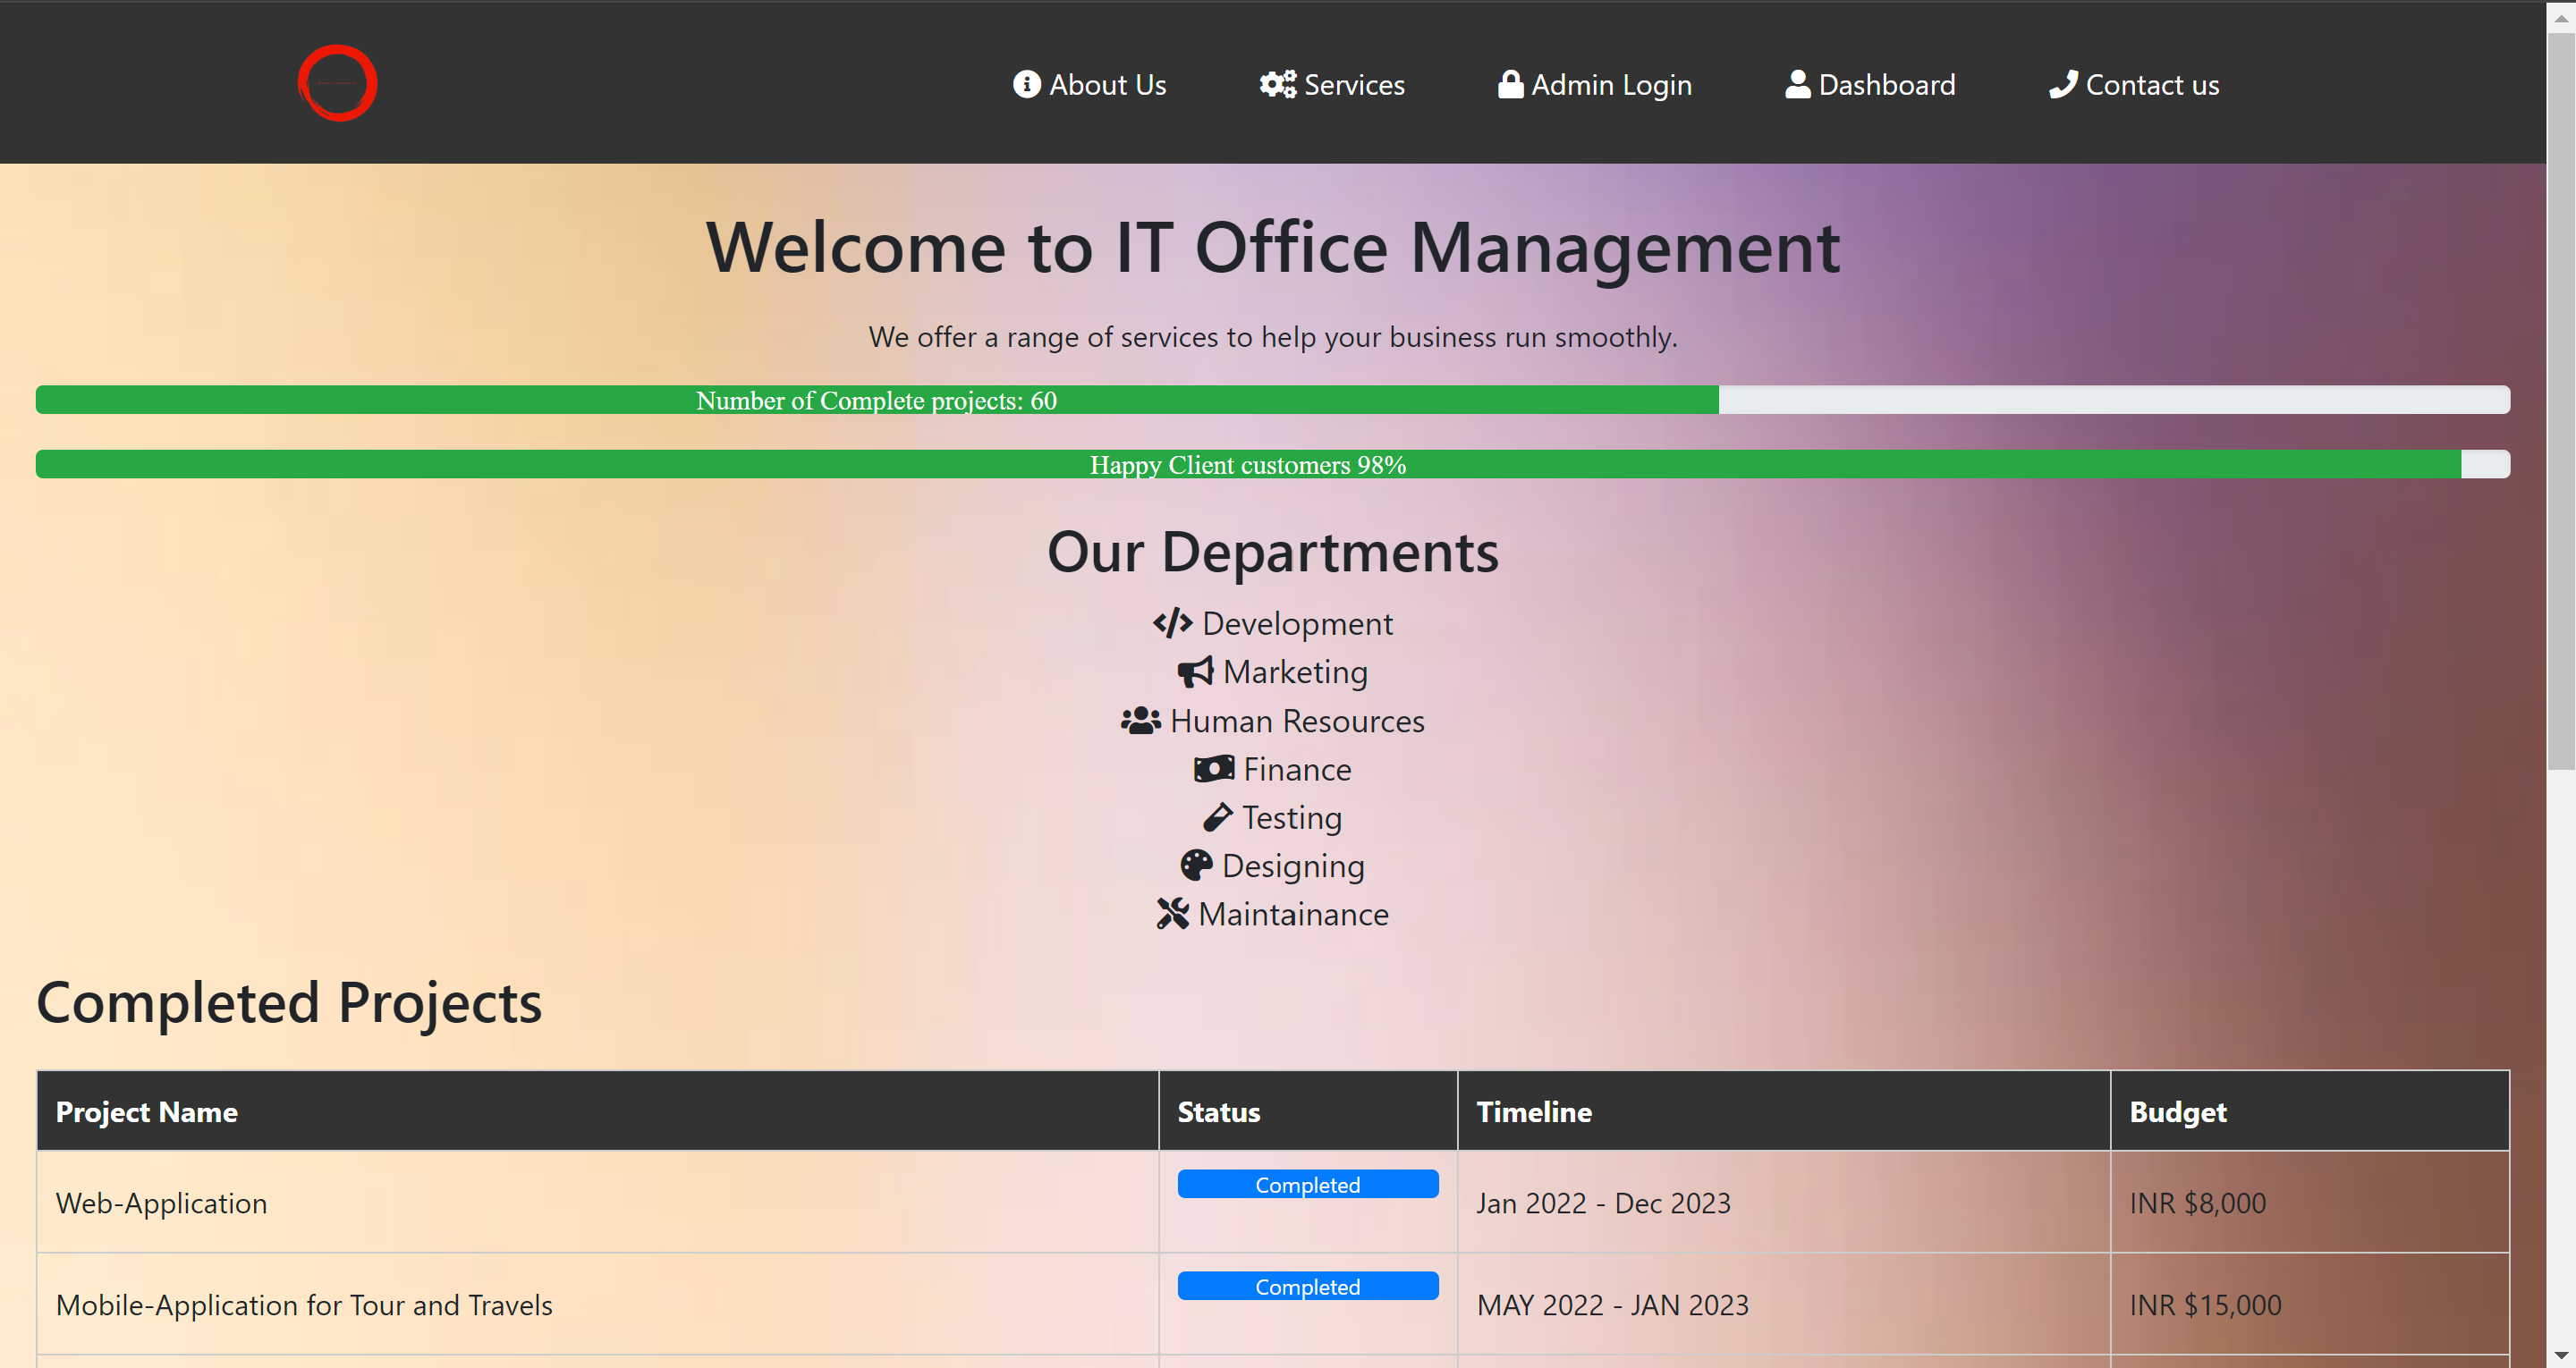 About Us Services Admin Login Dashboard Contact us
Welcome to IT Office Management
We offer a range of services to help your business run smoothly.
Number of Complete projects: 60
Happy Client customers 98%
Our Departments
Development
Marketing
Human Resources
Finance
Testing
Designing
Maintainance
Completed Projects
Project Name Status Timeline Budget
Web-Application Completed Jan 2022 - Dec 2023 INR $8,000
Mobile-Application for Tour and Travels Completed MAY 2022 - JAN 2023 INR $15,000